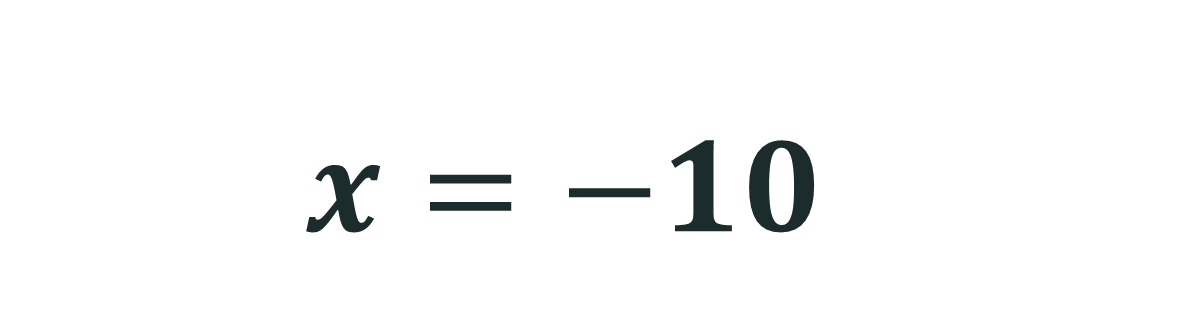 x = −10